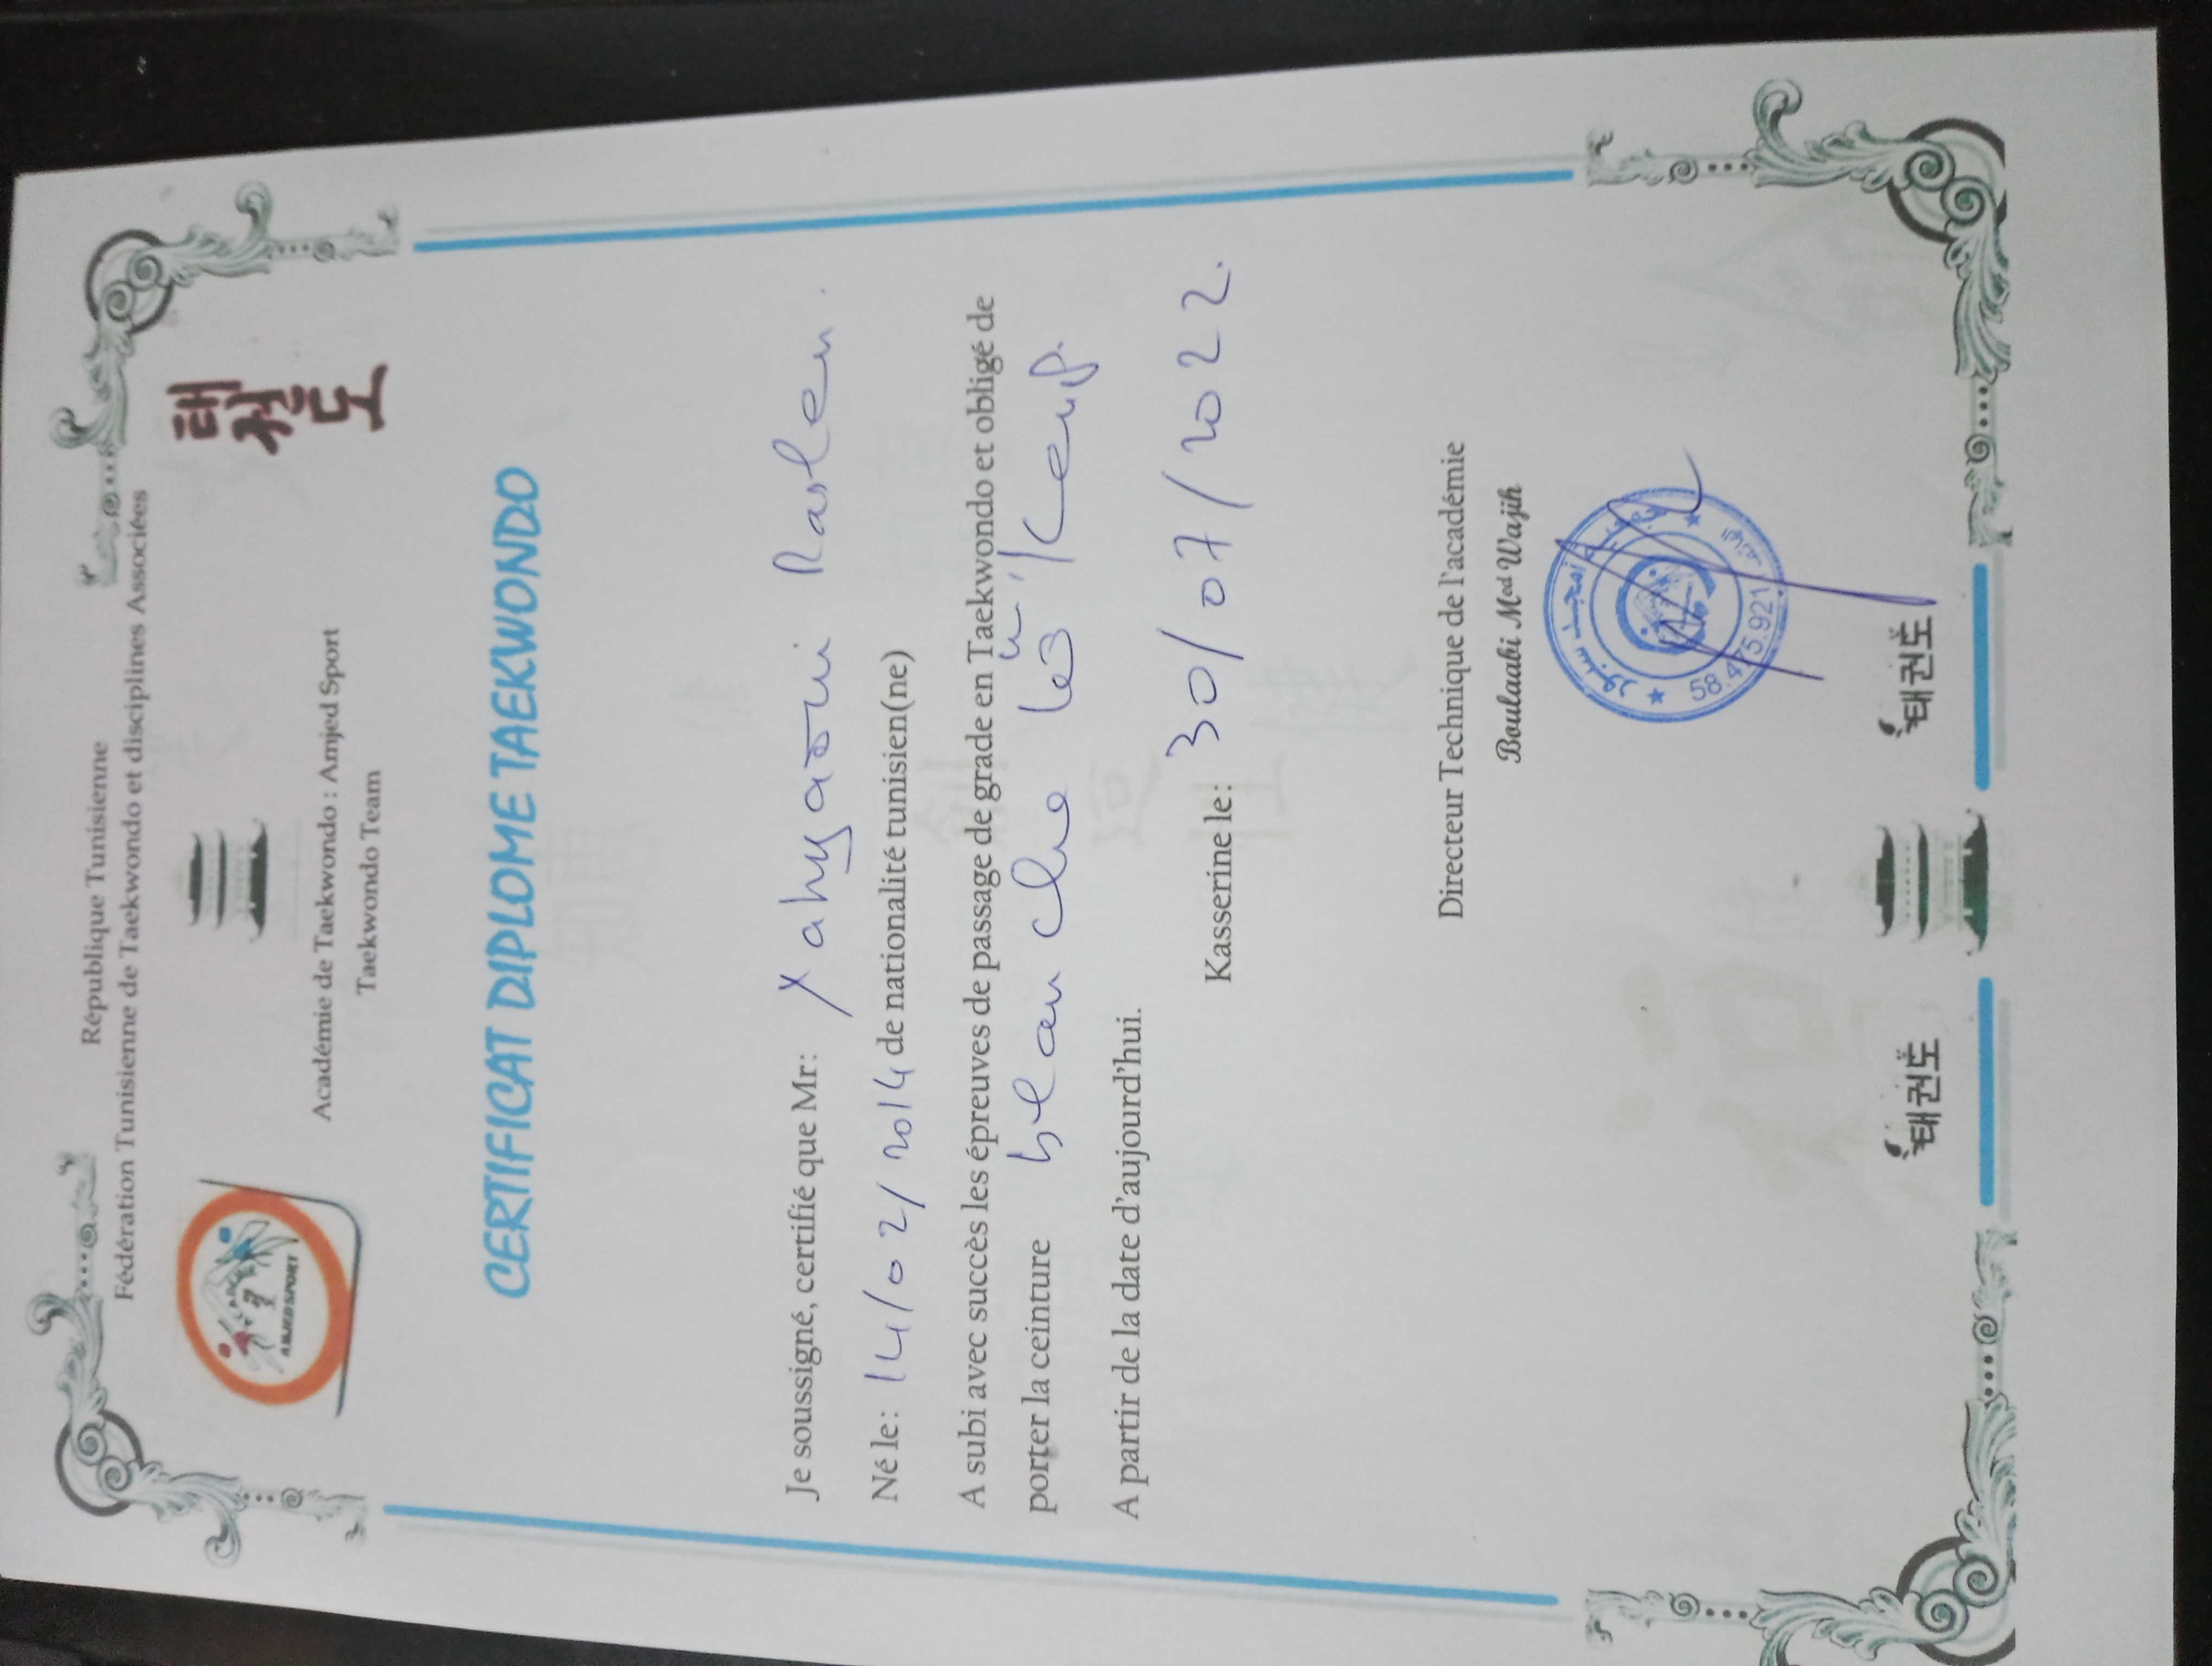 République Tunisienne
Fédération Tunisienne de Taekwondo et disciplines Associées
태권도
AMJED SPORT
Académie de Taekwondo : Amjed Sport
Taekwondo Team
CERTIFICAT DIPLOME TAEKWONDO
Je soussigné, certifié que Mr: Yahyaoui Raslen.
Né le: 14/02/2014 de nationalité tunisien(ne)
A subi avec succès les épreuves de passage de grade en Taekwondo et obligé de
porter la ceinture blanche Keup.
A partir de la date d'aujourd'hui.
Kasserine le: 30/07/2022.
Directeur Technique de l'académie
Boulaabi Med Wajih
58.475.921
태권도
태권도